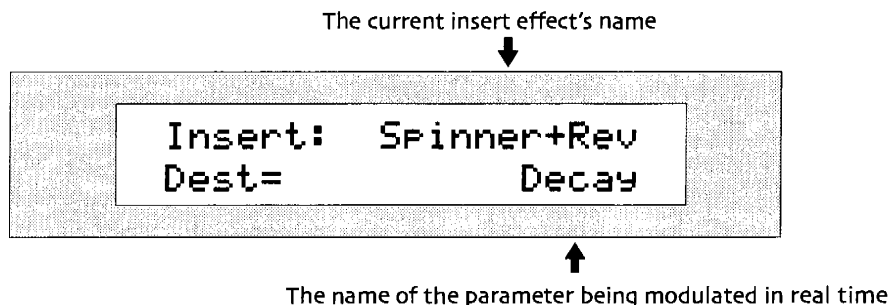 The current insert effect's name
Insert: Spinner+Rev
Dest= Decay
The name of the parameter being modulated in real time